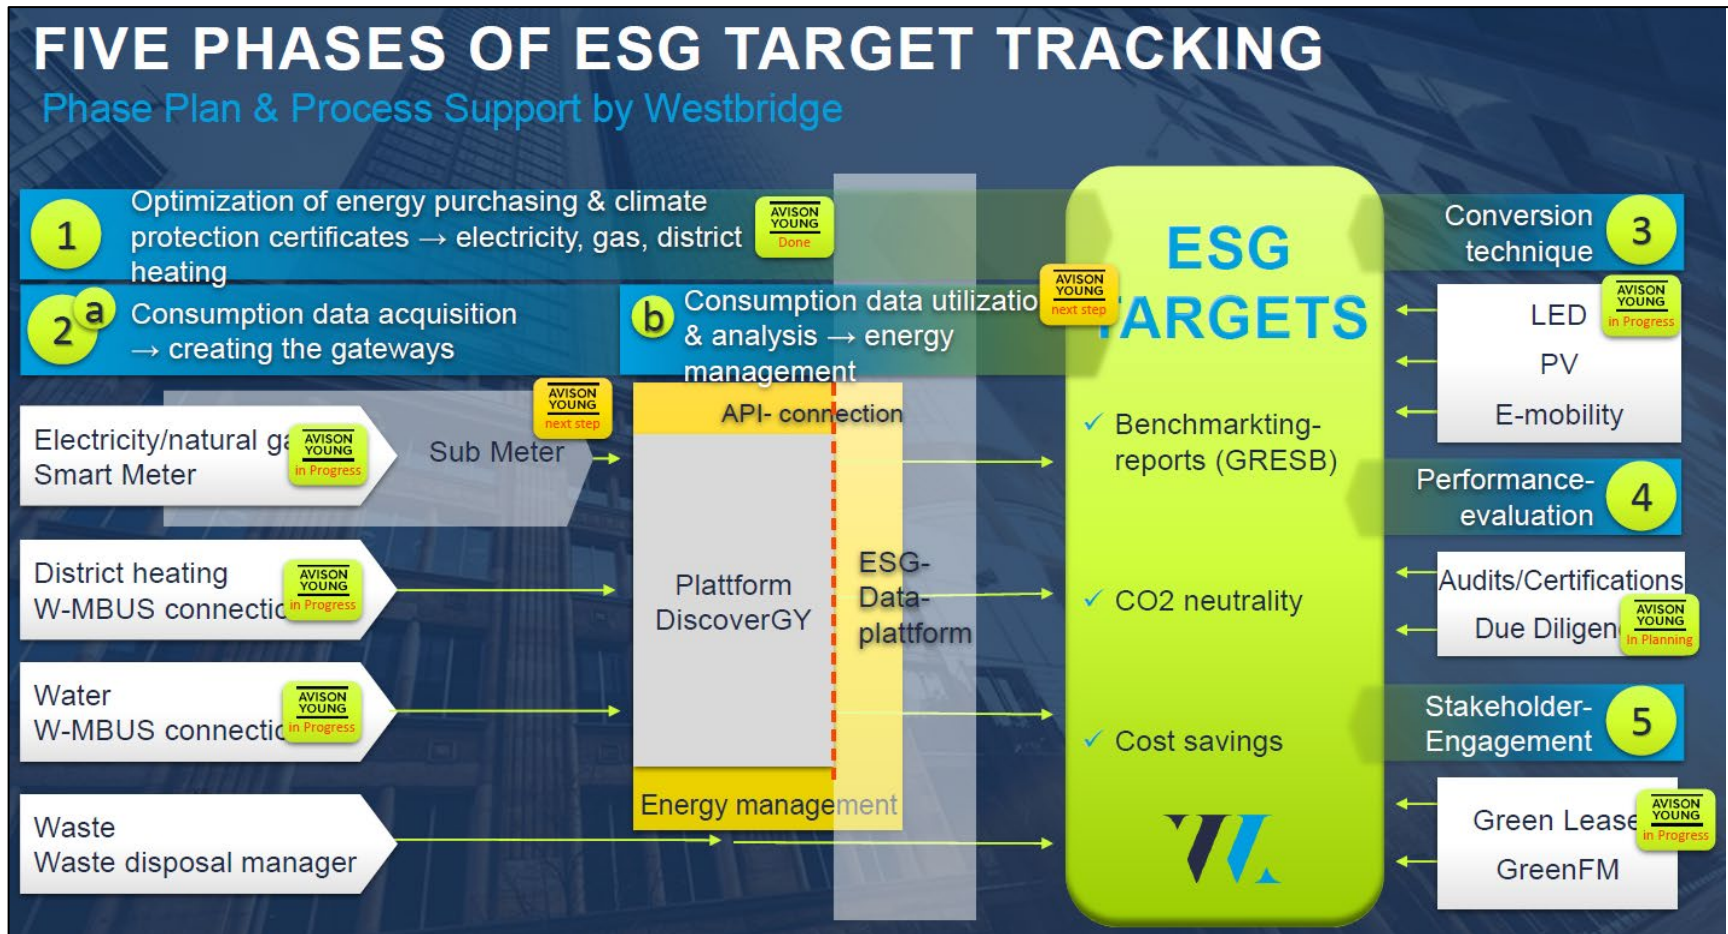 FIVE PHASES OF ESG TARGET TRACKING
Phase Plan & Process Support by Westbridge
1
Optimization of energy purchasing & climate
protection certificates → electricity, gas, district
heating
AVISON
YOUNG
Done
2
a
Consumption data acquisition
→ creating the gateways
b
Consumption data utilizatio
& analysis → energy
management
AVISON
YOUNG
next step
Electricity/natural ga
Smart Meter
AVISON
YOUNG
in Progress
Sub Meter
AVISON
YOUNG
next step
District heating
W-MBUS connectio
AVISON
YOUNG
in Progress
Water
W-MBUS connectio
AVISON
YOUNG
in Progress
Waste
Waste disposal manager
API- connection
Plattform
DiscoverGY
ESG-
Data-
plattform
Energy management
ESG
TARGETS
✓ Benchmarkting-
reports (GRESB)
✓ CO2 neutrality
✓ Cost savings
Conversion
technique
3
LED
AVISON
YOUNG
in Progress
PV
E-mobility
Performance-
evaluation
4
Audits/Certifications
Due Diligen
AVISON
YOUNG
In Planning
Stakeholder-
Engagement
5
Green Lease
AVISON
YOUNG
in Progress
GreenFM